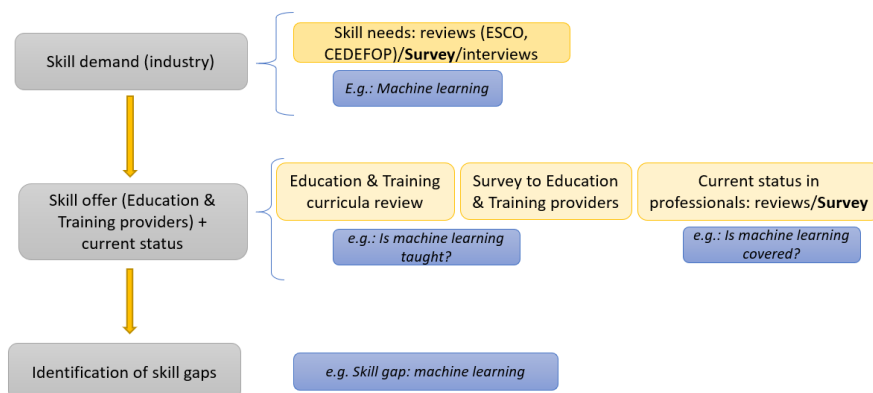 Skill demand (industry)
Skill needs: reviews (ESCO,
CEDEFOP)/Survey/interviews
E.g.: Machine learning
Skill offer (Education &
Training providers) +
current status
Education & Training
curricula review
Survey to Education
& Training providers
Current status in
professionals: reviews/Survey
e.g.: Is machine learning
taught?
e.g.: Is machine learning
covered?
Identification of skill gaps
e.g. Skill gap: machine learning